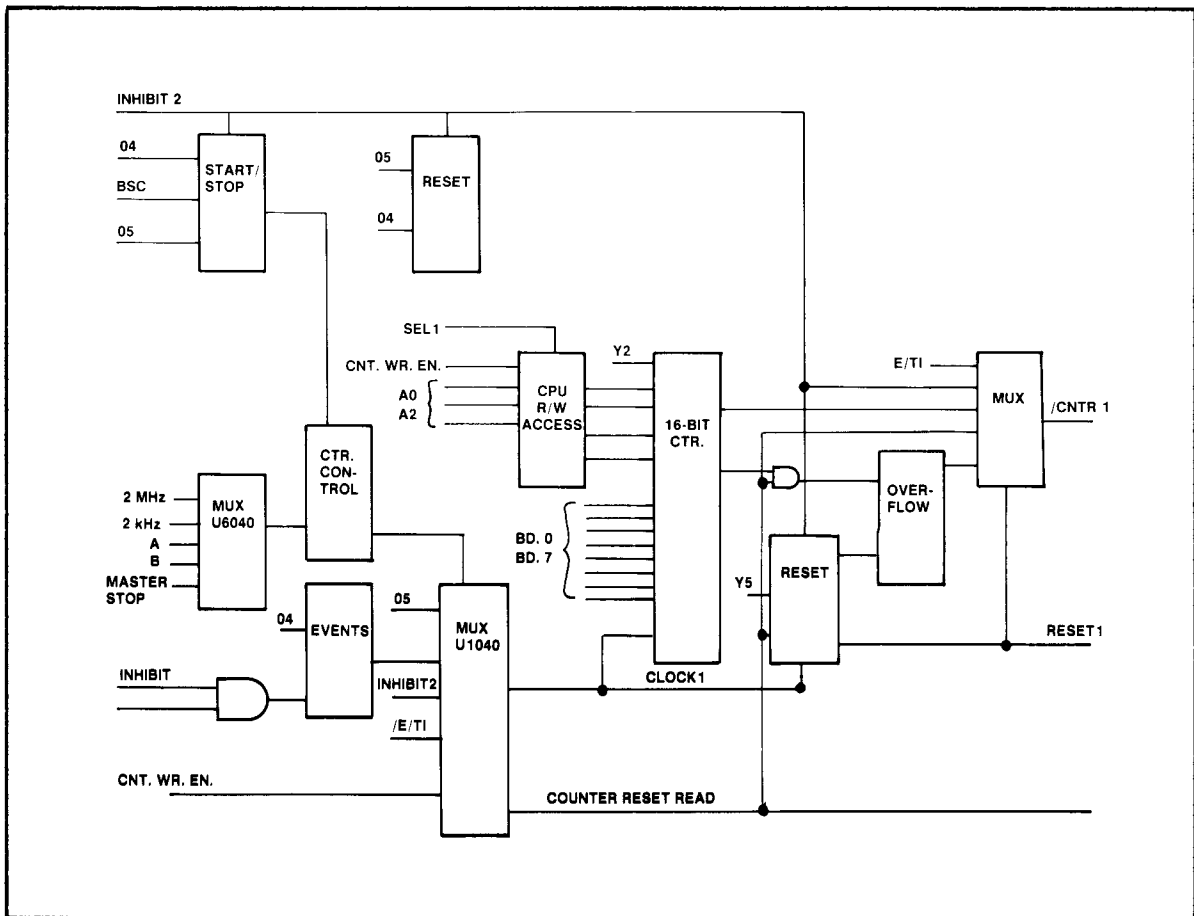 INHIBIT 2
04
BSC
05
START/
STOP
05
04
RESET
SEL1
CNT. WR. EN.
A0
A2
CPU
R/W
ACCESS
Y2
16-BIT
CTR.
E/TI
MUX
/CNTR 1
CTR.
CON-
TROL
2 MHz
2 kHz
A
B
MASTER
STOP
MUX
U6040
BD. 0
BD. 7
OVER-
FLOW
Y5
RESET
04
EVENTS
05
MUX
U1040
RESET1
INHIBIT
INHIBIT2
CLOCK1
/E/TI
CNT. WR. EN.
COUNTER RESET READ